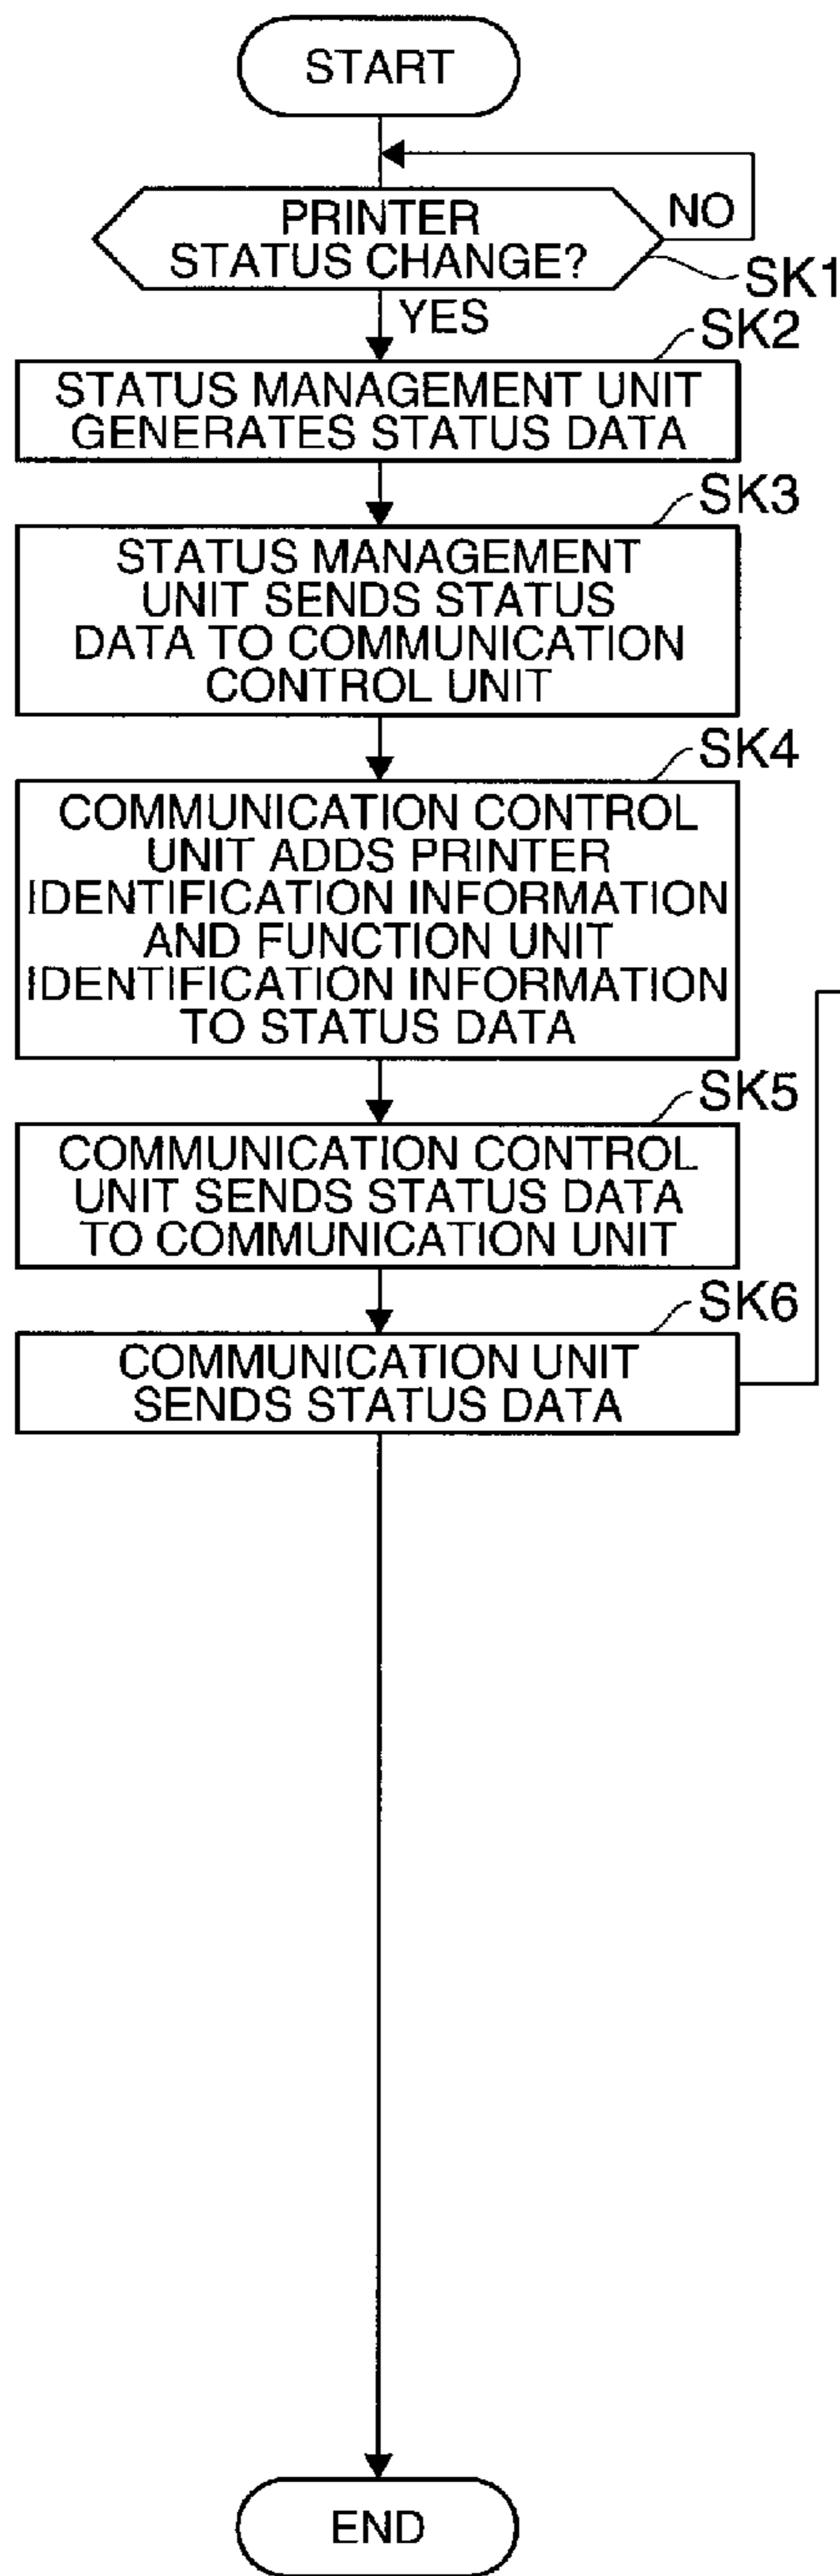 START
NO
PRINTER
STATUS CHANGE?
SK1
YES
SK2
STATUS MANAGEMENT UNIT
GENERATES STATUS DATA
SK3
STATUS MANAGEMENT
UNIT SENDS STATUS
DATA TO COMMUNICATION
CONTROL UNIT
SK4
COMMUNICATION CONTROL
UNIT ADDS PRINTER
IDENTIFICATION INFORMATION
AND FUNCTION UNIT
IDENTIFICATION INFORMATION
TO STATUS DATA
SK5
COMMUNICATION CONTROL
UNIT SENDS STATUS DATA
TO COMMUNICATION UNIT
SK6
COMMUNICATION UNIT
SENDS STATUS DATA
END